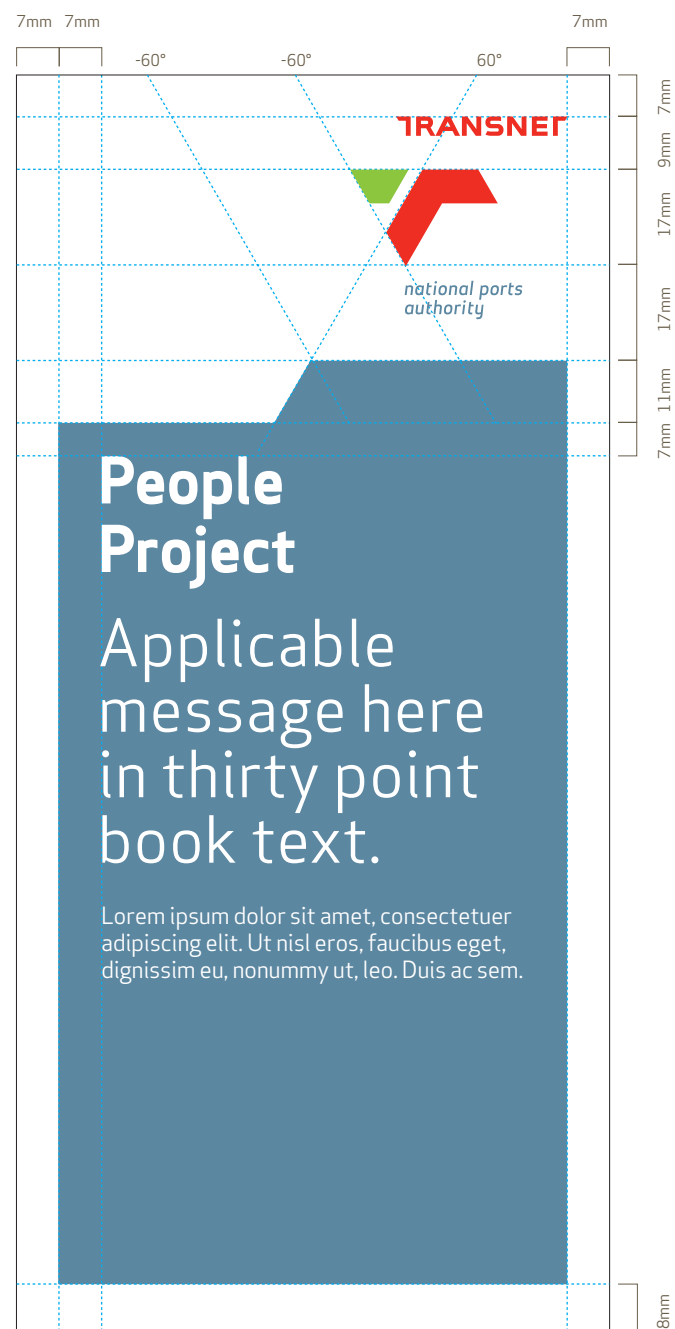 7mm 7mm 7mm
-60° -60° 60°
7mm
TRANSNET
9mm
17mm
national ports
authority
17mm
11mm
7mm
People
Project
Applicable
message here
in thirty point
book text.
Lorem ipsum dolor sit amet, consectetuer
adipiscing elit. Ut nisl eros, faucibus eget,
dignissim eu, nonummy ut, leo. Duis ac sem.
8mm